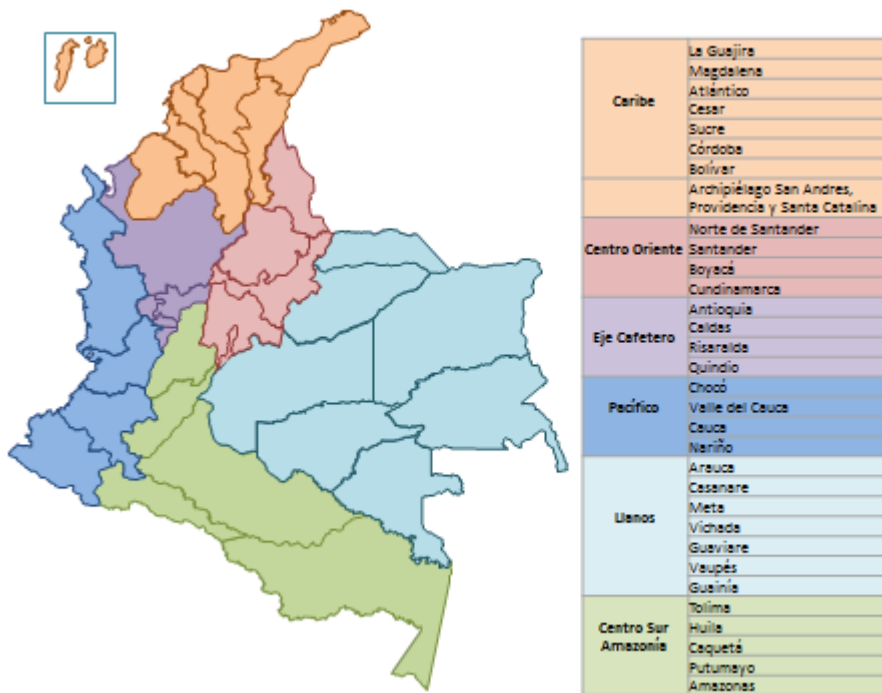 Caribe
La Guajira
Magdalena
Atlántico
Cesar
Sucre
Córdoba
Bolívar
Archipiélago San Andres,
Providencia y Santa Catalina
Centro Oriente
Norte de Santander
Santander
Boyacá
Cundinamarca
Eje Cafetero
Antioquia
Caldas
Risaralda
Quindio
Pacífico
Chocó
Valle del Cauca
Cauca
Nariño
Llanos
Arauca
Casanare
Meta
Vichada
Guaviare
Vaupés
Guainía
Centro Sur
Amazonía
Tolima
Huila
Caquetá
Putumayo
Amazonas